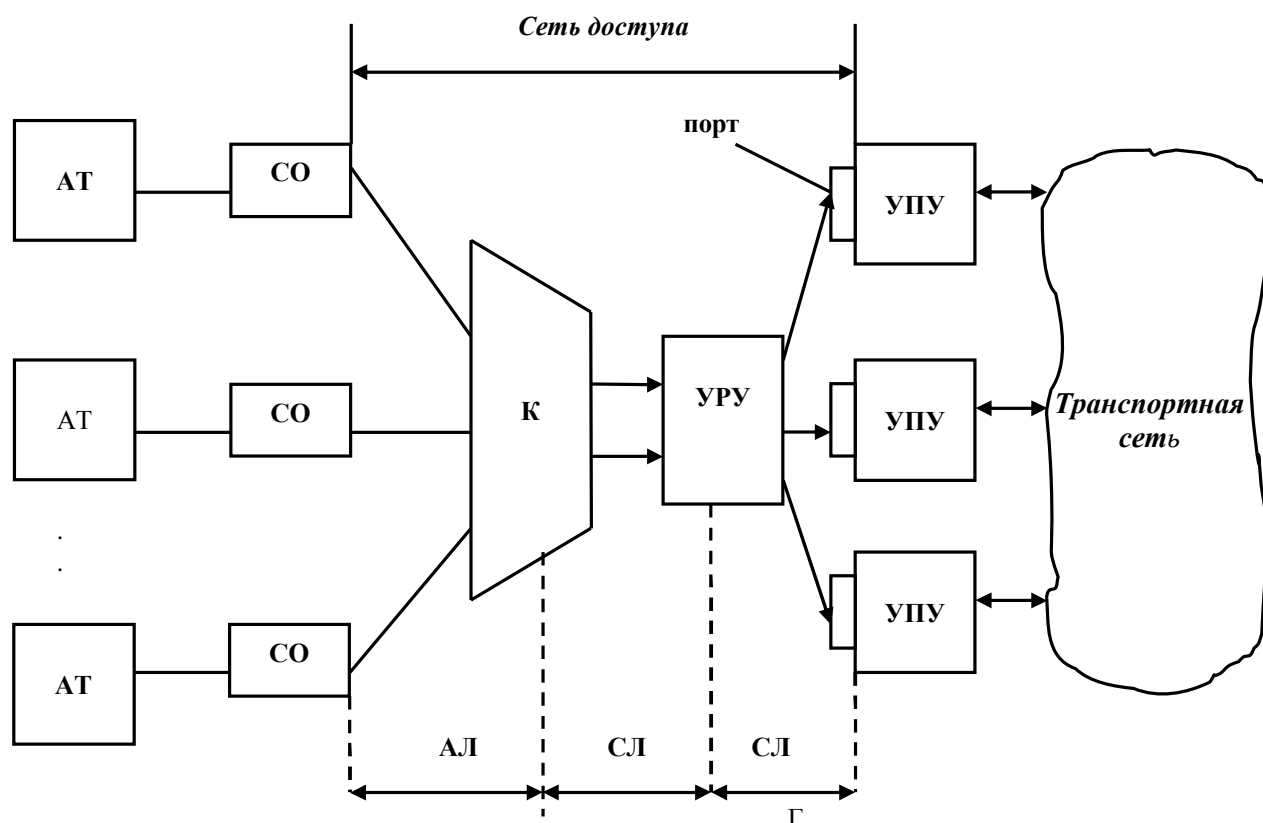 Сеть доступа
порт
АТ
СО
УПУ
АТ
СО
К
УРУ
УПУ
Транспортная
сеть
.
.
АТ
СО
УПУ
АЛ
СЛ
СЛ
Г